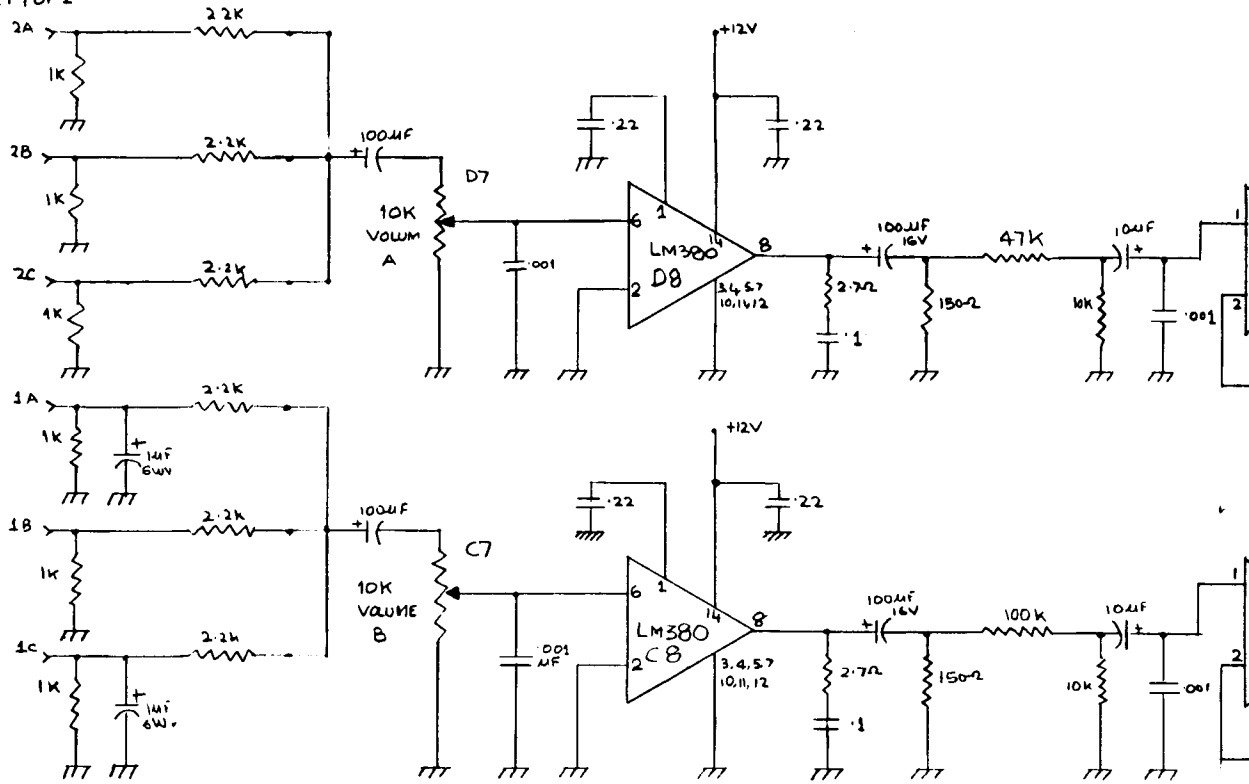 2A
22K
1K
+12V
.22
.22
2B
2.2K
1K
100µF
+
D7
10K
VOLUM
A
6
1
14
8
LM380
D8
2
3,4,5,7
10,11,12
.001
2.7Ω
.1
+
100µF
16V
150Ω
47K
10µF
+
10K
.001
1
2
2C
2.2K
1K
1A
2.2K
1K
+
1µF
6WV
+12V
.22
.22
1B
2.2K
1K
100µF
+
C7
10K
VOLUME
B
6
1
14
8
LM380
C8
2
3,4,5,7
10,11,12
.001
µF
2.7Ω
.1
+
100µF
16V
150Ω
100K
10µF
+
10K
.001
1
2
1C
2.2K
1K
+
1µF